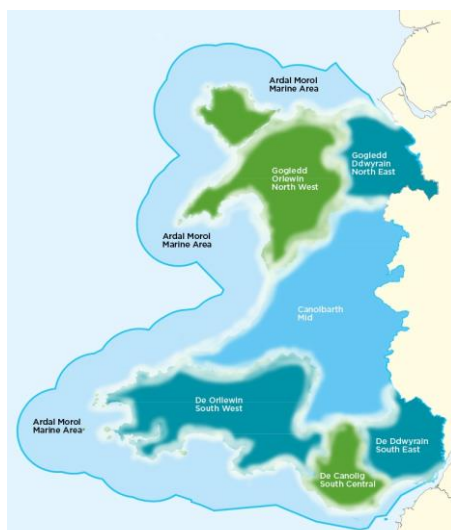 Ardal Morol
Marine Area
Gogledd
Orllewin
North West
Gogledd
Ddwyrain
North East
Ardal Morol
Marine Area
Canolbarth
Mid
De Orllewin
South West
Ardal Morol
Marine Area
De Ddwyrain
South East
De Canolig
South Central